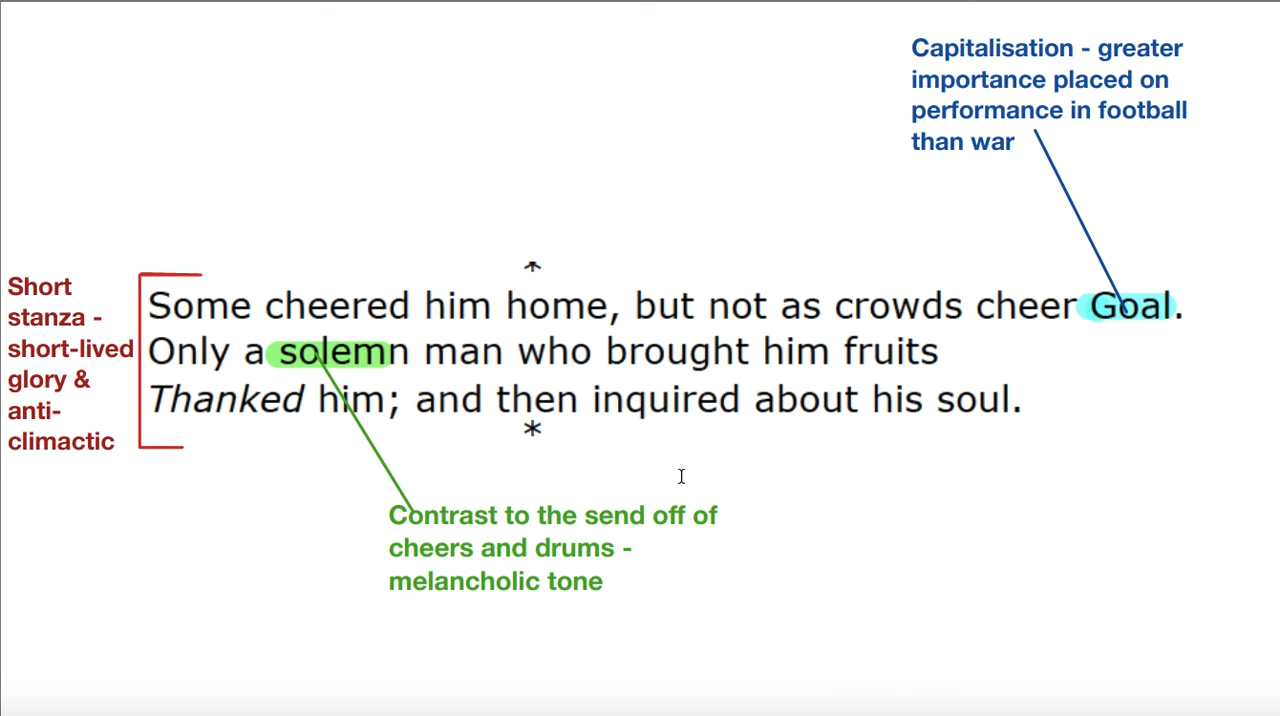 Capitalisation - greater
importance placed on
performance in football
than war
*
Short
stanza -
short-lived
glory &
anti-
climactic
Some cheered him home, but not as crowds cheer Goal.
Only a solemn man who brought him fruits
Thanked him; and then inquired about his soul.
*
Contrast to the send off of
cheers and drums -
melancholic tone